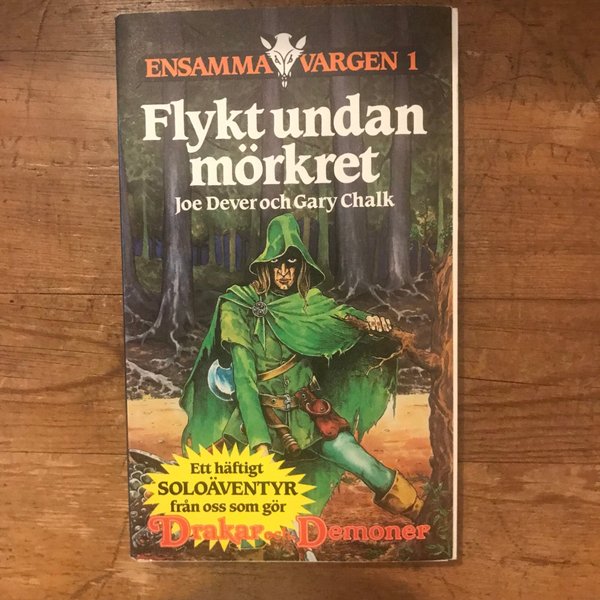 ENSAMMA VARGEN 1
Flykt undan
mörkret
Joe Dever och Gary Chalk
Ett häftigt
SOLOÄVENTYR
från oss som gör
Drakar och Demoner